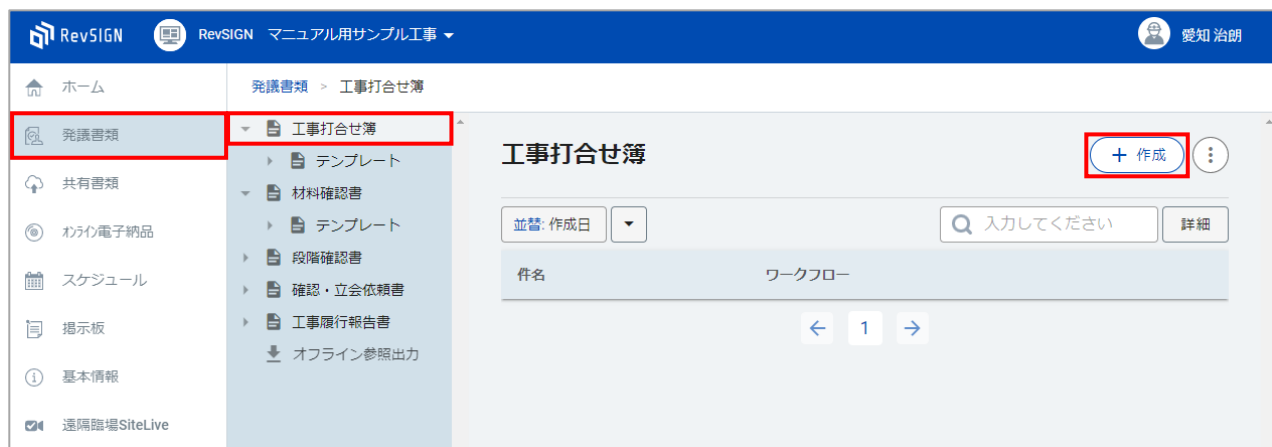 RevSIGN RevSIGN マニュアル用サンプル工事 愛知 治朗
ホーム
発議書類
共有書類
オンライン電子納品
スケジュール
掲示板
基本情報
遠隔臨場SiteLive
発議書類 > 工事打合せ簿
工事打合せ簿
テンプレート
材料確認書
テンプレート
段階確認書
確認・立会依頼書
工事履行報告書
オフライン参照出力
工事打合せ簿
+ 作成
並替: 作成日
入力してください
詳細
件名 ワークフロー
← 1 →